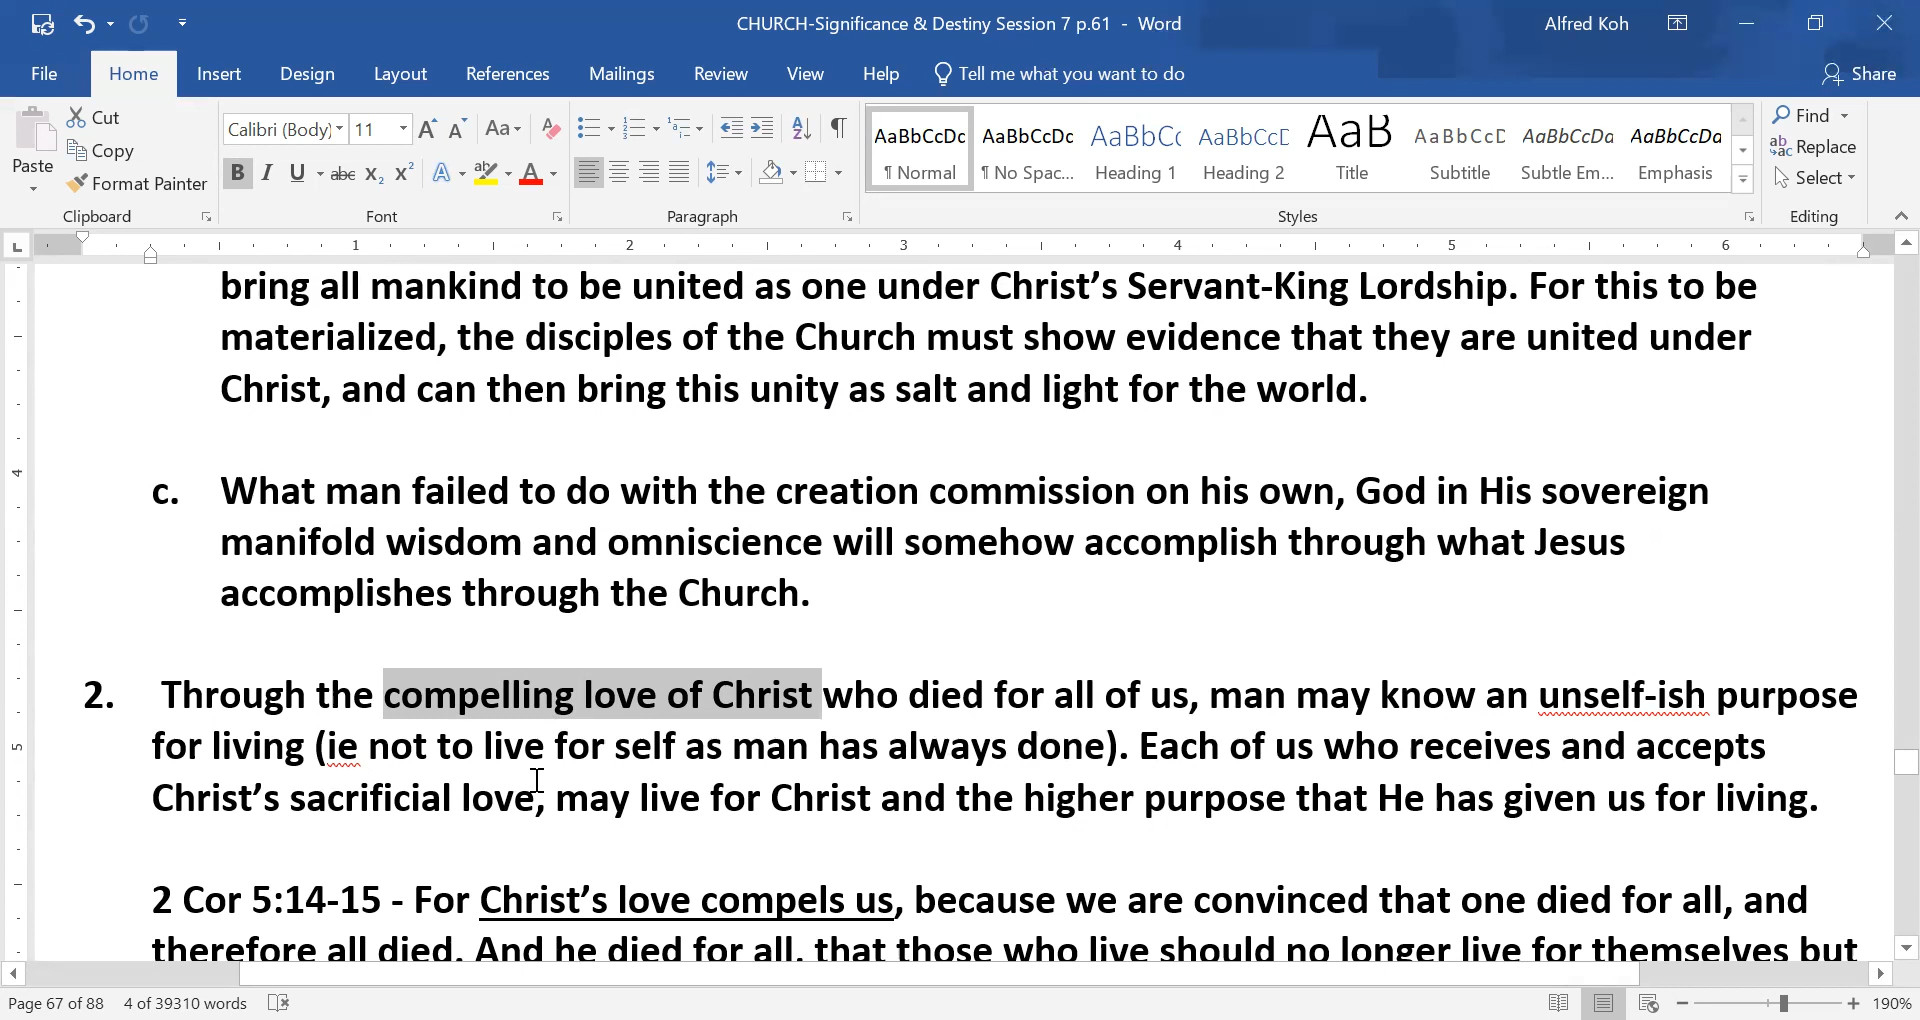 CHURCH-Significance & Destiny Session 7 p.61 - Word
Alfred Koh
File Home Insert Design Layout References Mailings Review View Help Tell me what you want to do Share
Paste
Cut
Copy
Format Painter
Clipboard
Calibri (Body) 11
Font
Paragraph
AaBbCcDc AaBbCcDc AaBbC( AaBbCcE AaB AaBbCcD AaBbCcDa AaBbCcDa
¶ Normal ¶ No Spac... Heading 1 Heading 2 Title Subtitle Subtle Em... Emphasis
Styles
Find
Replace
Select
Editing
1 2 3 4 5 6
bring all mankind to be united as one under Christ’s Servant-King Lordship. For this to be
materialized, the disciples of the Church must show evidence that they are united under
Christ, and can then bring this unity as salt and light for the world.
4
c. What man failed to do with the creation commission on his own, God in His sovereign
manifold wisdom and omniscience will somehow accomplish through what Jesus
accomplishes through the Church.
2. Through the compelling love of Christ who died for all of us, man may know an unself-ish purpose
5
for living (ie not to live for self as man has always done). Each of us who receives and accepts
Christ’s sacrificial love, may live for Christ and the higher purpose that He has given us for living.
2 Cor 5:14-15 - For Christ’s love compels us, because we are convinced that one died for all, and
therefore all died. And he died for all, that those who live should no longer live for themselves but
Page 67 of 88 4 of 39310 words 190%